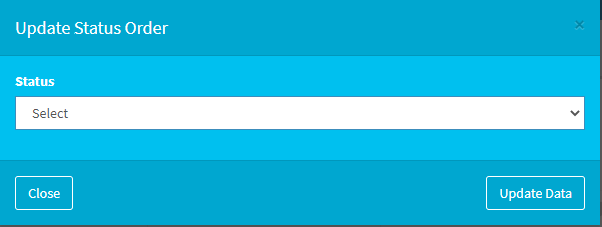 Update Status Order
×
Status
Select
Close
Update Data